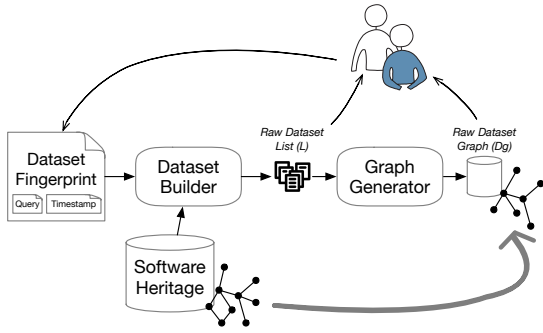 Raw Dataset
List (L)
Raw Dataset
Graph (Dg)
Dataset
Fingerprint
Query
Timestamp
Dataset
Builder
Graph
Generator
Software
Heritage